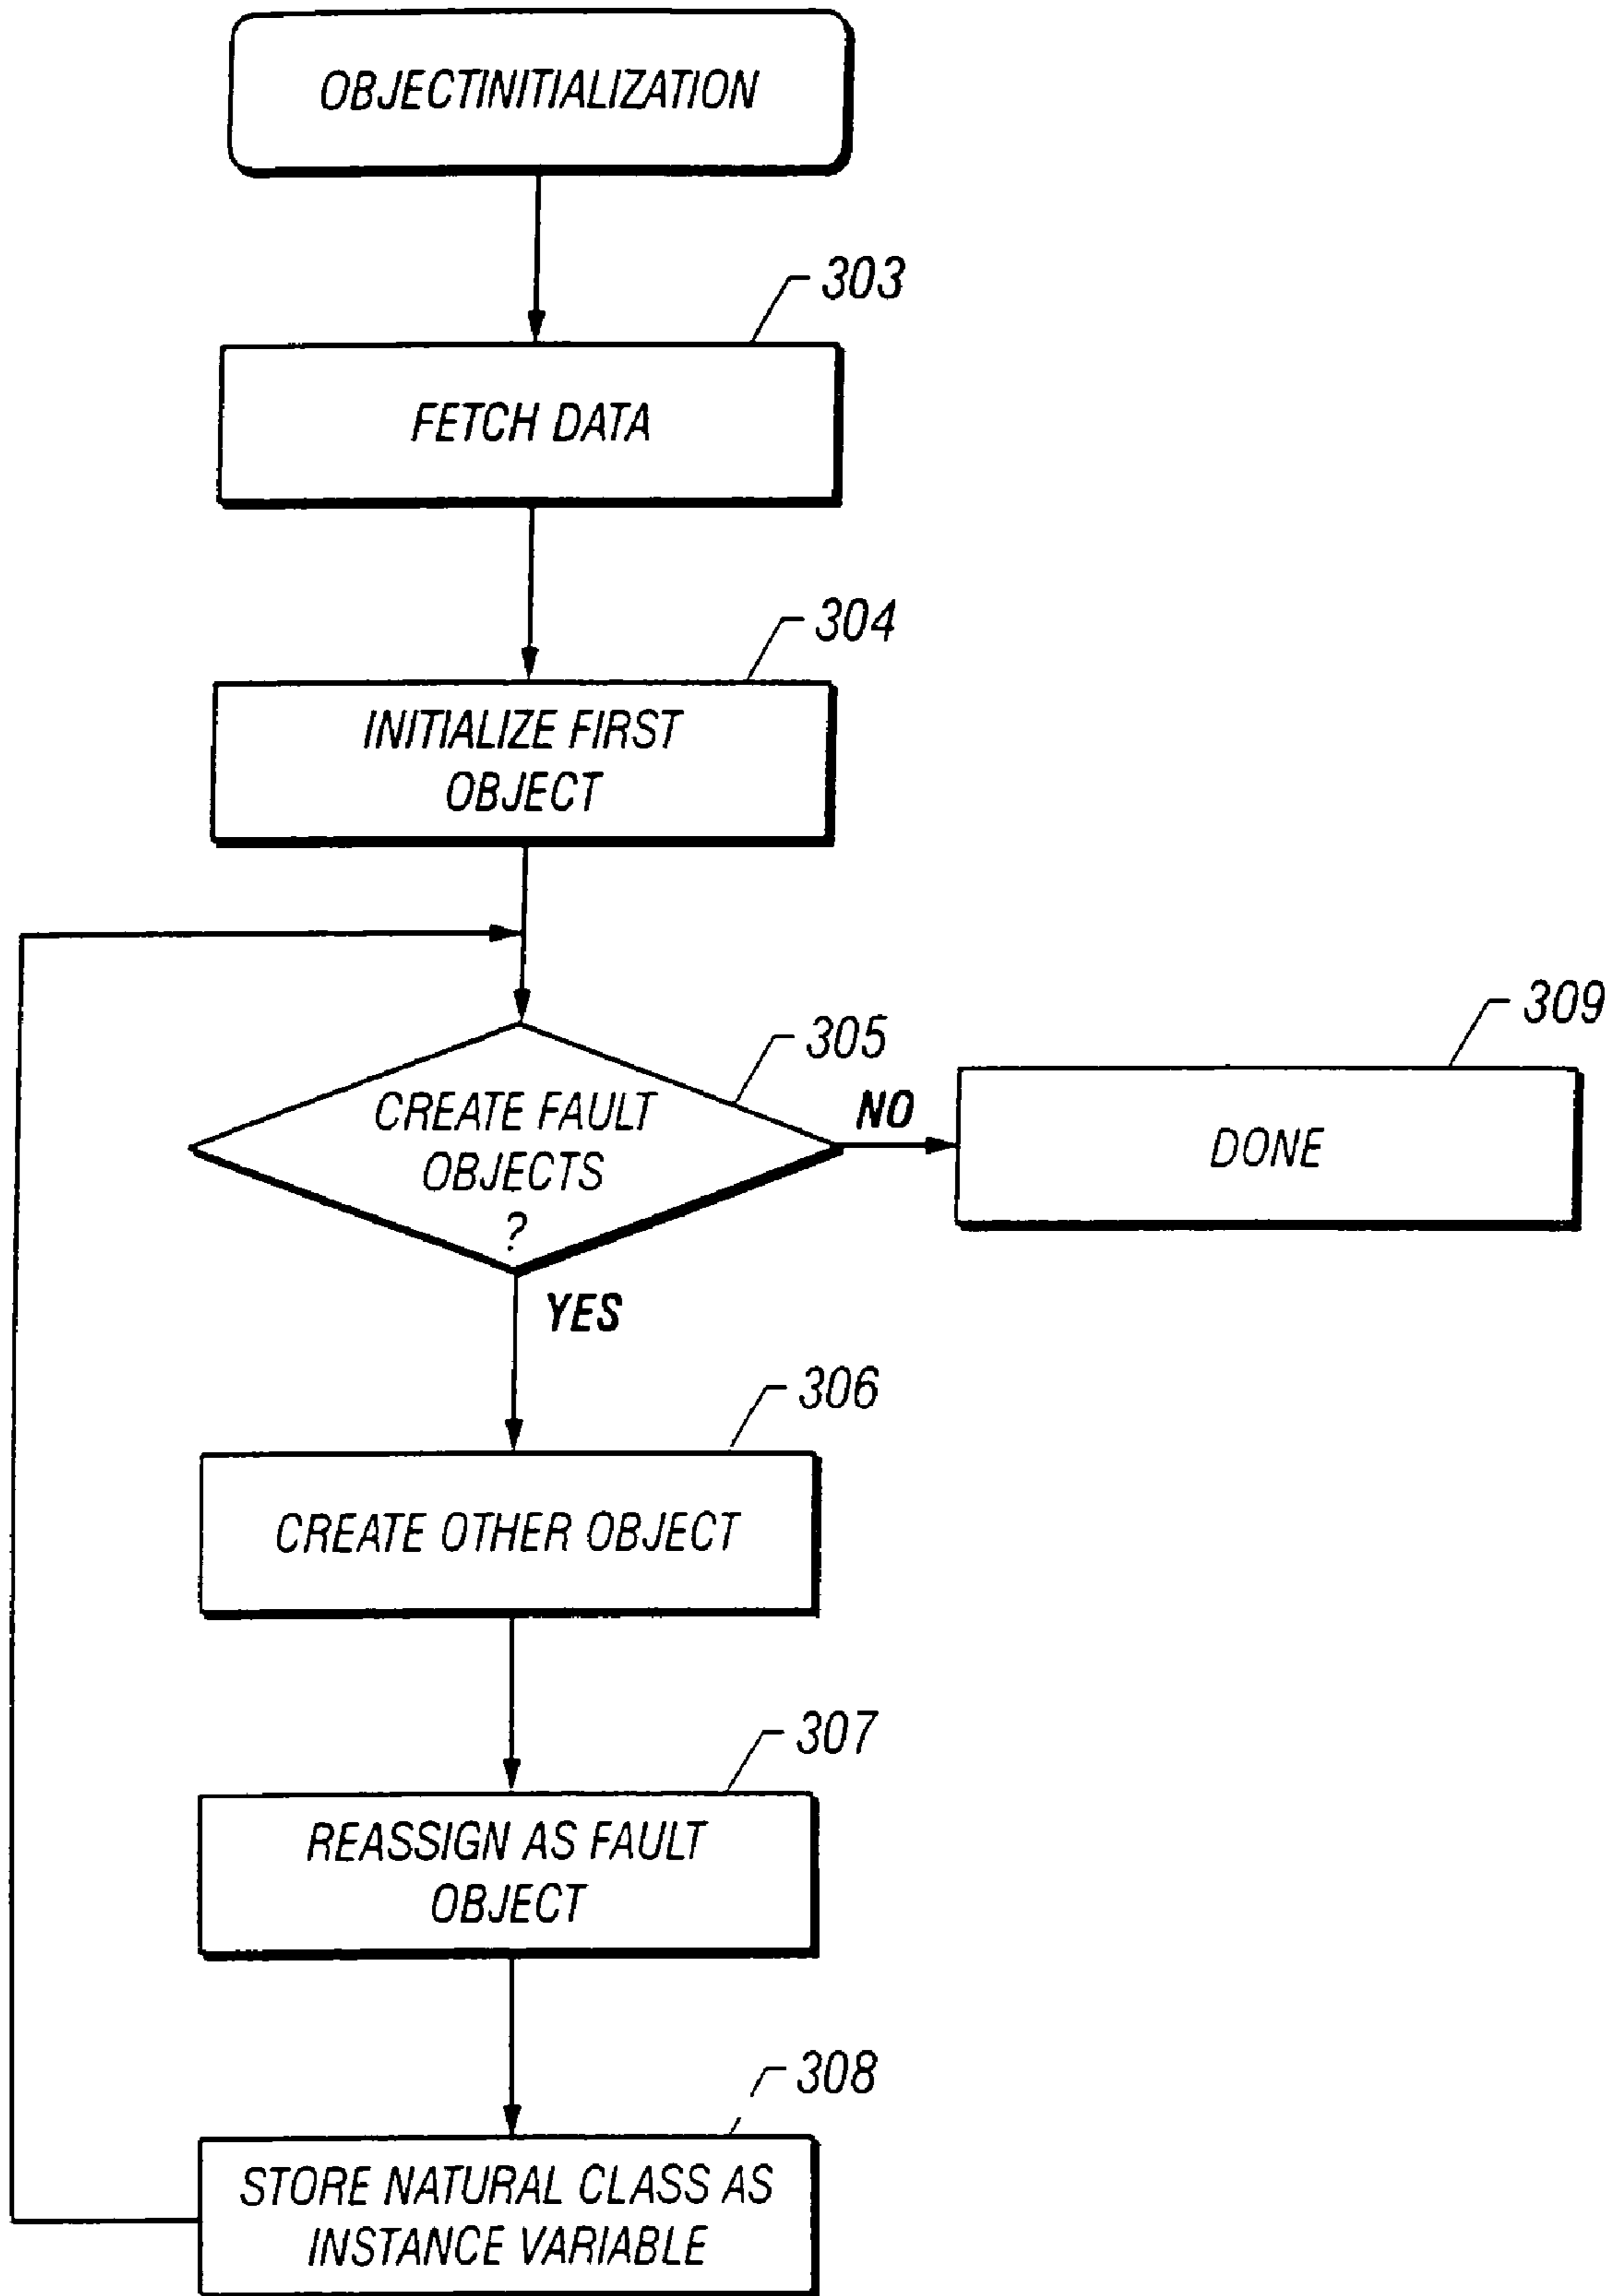 OBJECTINITIALIZATION
303
FETCH DATA
304
INITIALIZE FIRST
OBJECT
305
CREATE FAULT
OBJECTS
?
NO
309
DONE
YES
306
CREATE OTHER OBJECT
307
REASSIGN AS FAULT
OBJECT
308
STORE NATURAL CLASS AS
INSTANCE VARIABLE